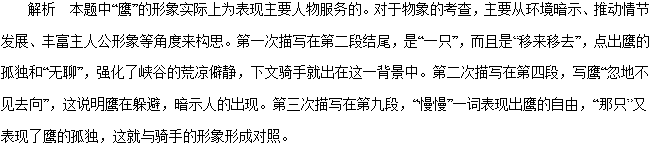 解析　本题中“鹰”的形象实际上为表现主要人物服务的。对于物象的考查，主要从环境暗示、推动情节
发展、丰富主人公形象等角度来构思。第一次描写在第二段结尾，是“一只”，而且是“移来移去”，点出鹰的
孤独和“无聊”，强化了峡谷的荒凉僻静，下文骑手就出在这一背景中。第二次描写在第四段，写鹰“忽地不
见去向”，这说明鹰在躲避，暗示人的出现。第三次描写在第九段，“慢慢”一词表现出鹰的自由，“那只”又
表现了鹰的孤独，这就与骑手的形象形成对照。